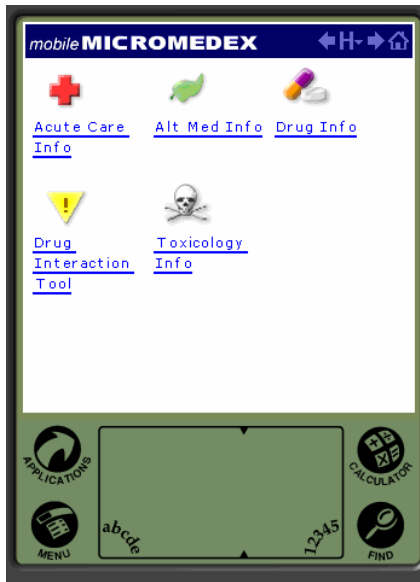 mobile MICROMEDEX H
Acute Care Info
Alt Med Info
Drug Info
Drug Interaction Tool
Toxicology Info
APPLICATIONS
CALCULATOR
MENU
abcde
12345
FIND